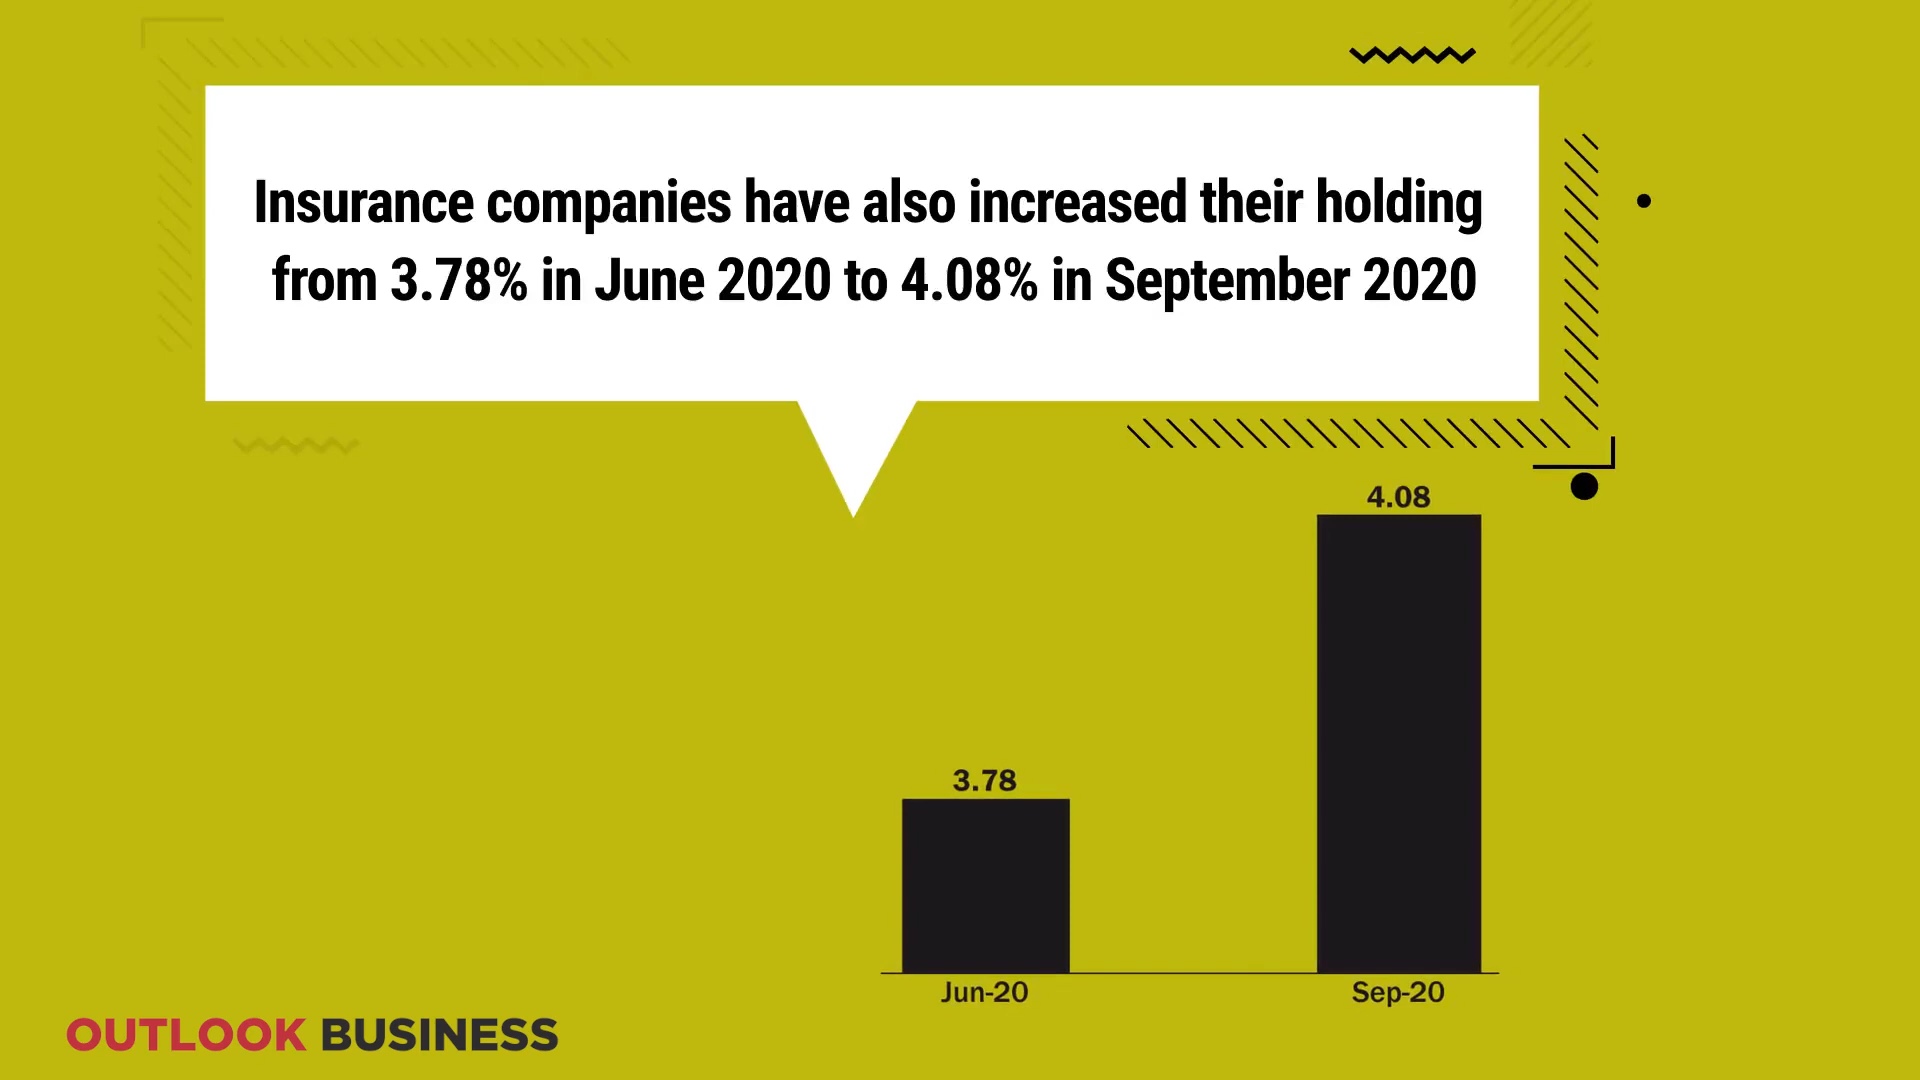 Insurance companies have also increased their holding
from 3.78% in June 2020 to 4.08% in September 2020
4.08
3.78
Jun-20
Sep-20
OUTLOOK BUSINESS